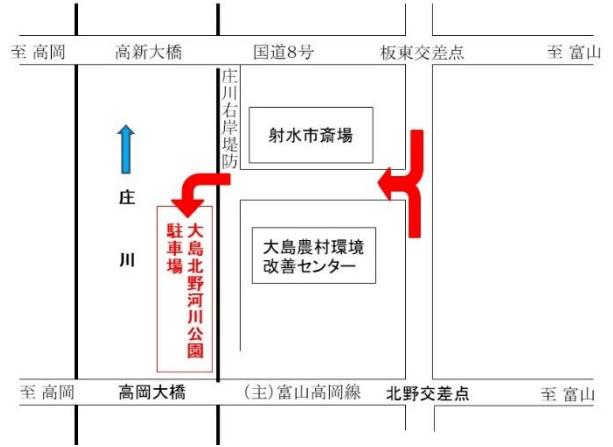 至 高岡 高新大橋 国道8号 板東交差点 至 富山
庄川右岸堤防
射水市斎場
庄川
大島北野河川公園
駐車場
大島農村環境
改善センター
至 高岡 高岡大橋 (主)富山高岡線 北野交差点 至 富山